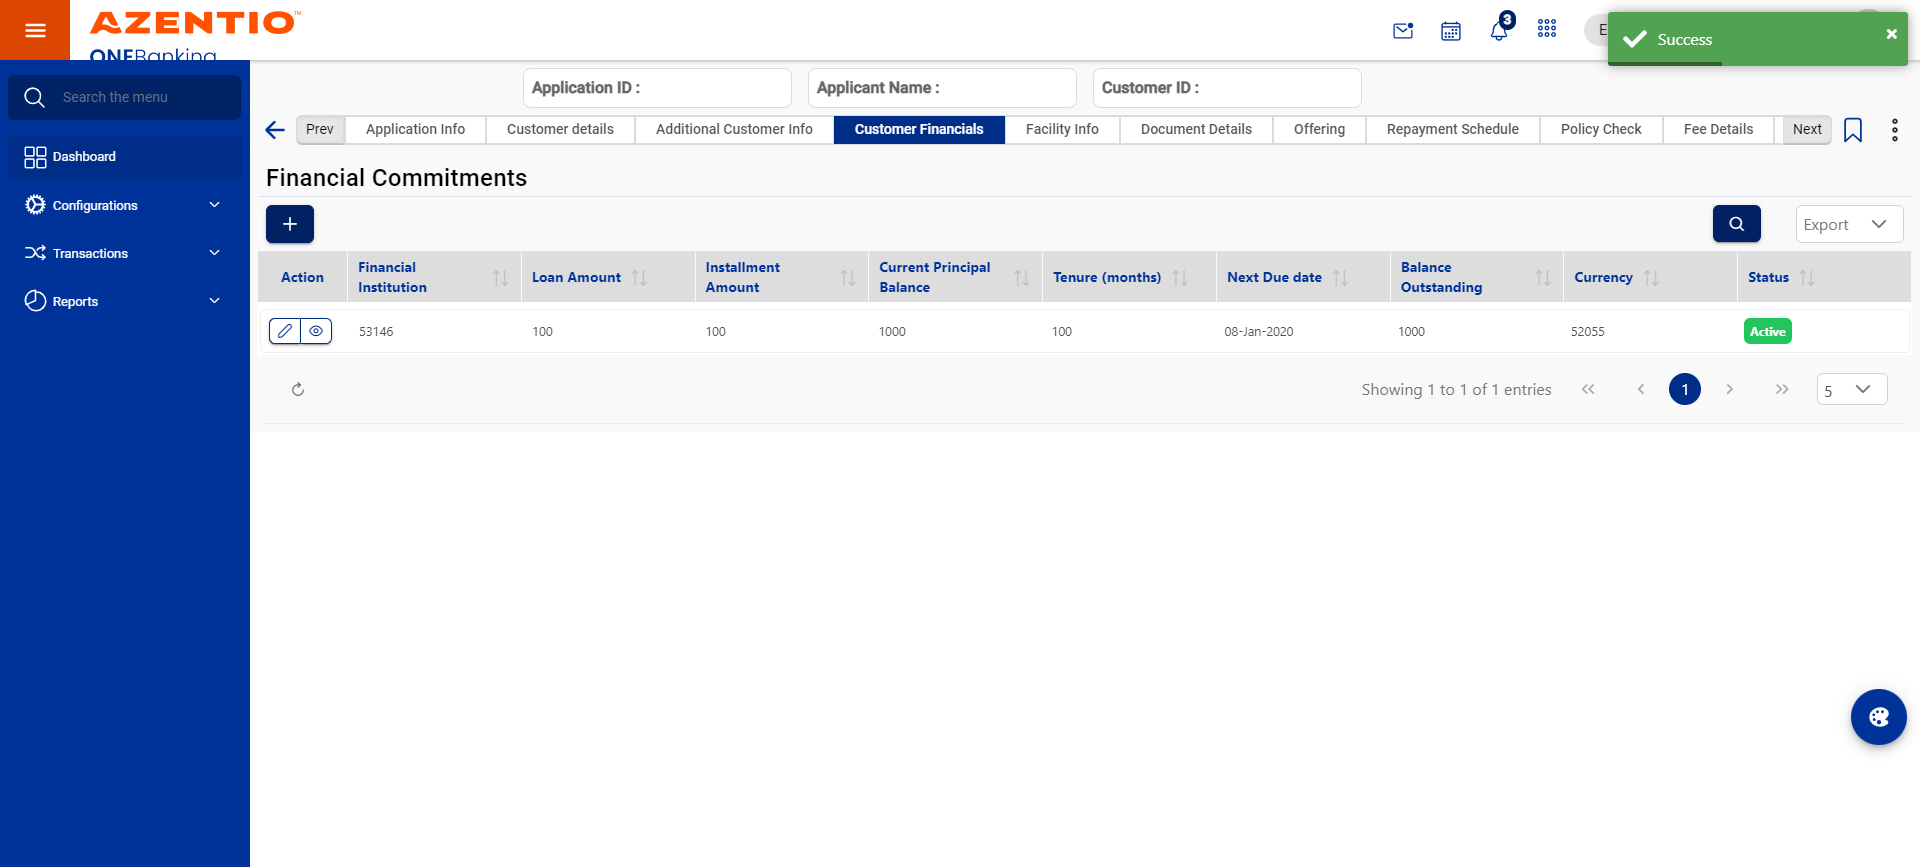 AZENTIO™
ONEBanking
3
E
Success
Search the menu
Dashboard
Configurations
Transactions
Reports
Application ID :
Applicant Name :
Customer ID :
Prev
Application Info
Customer details
Additional Customer Info
Customer Financials
Facility Info
Document Details
Offering
Repayment Schedule
Policy Check
Fee Details
Next
Financial Commitments
Export
Action
Financial
Institution
Loan Amount
Installment
Amount
Current Principal
Balance
Tenure (months)
Next Due date
Balance
Outstanding
Currency
Status
53146
100
100
1000
100
08-Jan-2020
1000
52055
Active
Showing 1 to 1 of 1 entries
1
5